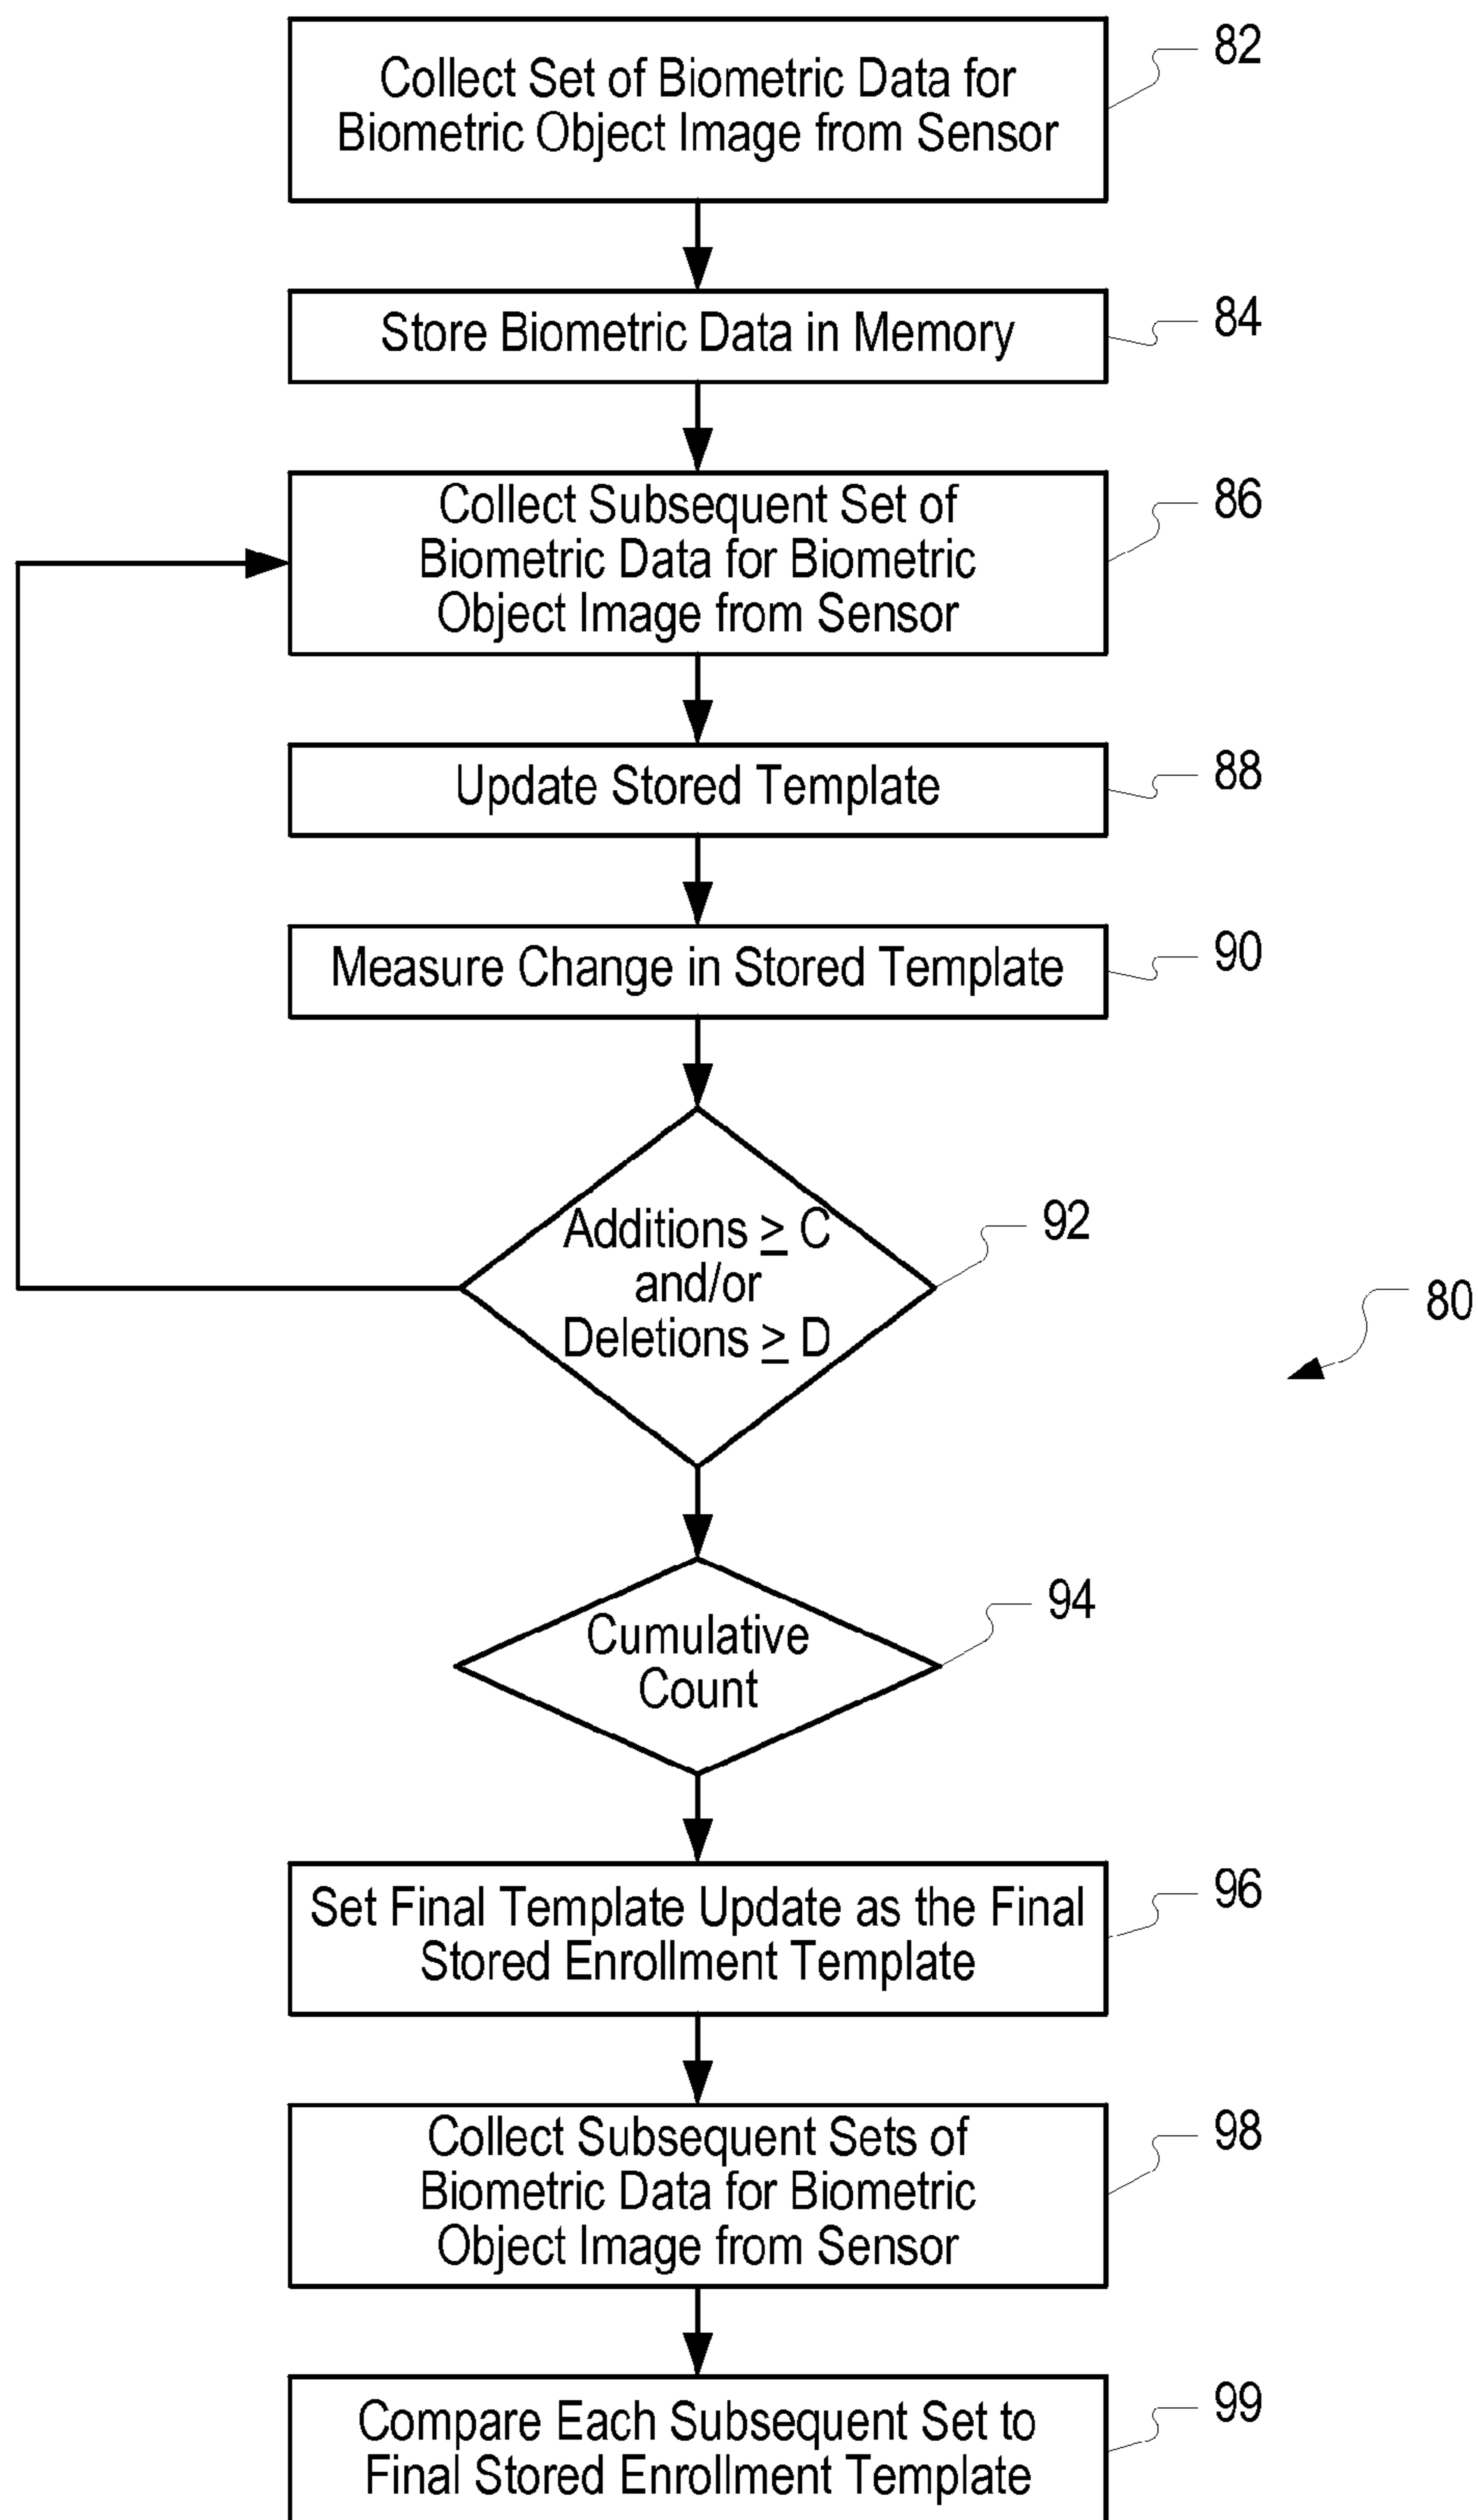 Collect Set of Biometric Data for
Biometric Object Image from Sensor
82
Store Biometric Data in Memory
84
Collect Subsequent Set of
Biometric Data for Biometric
Object Image from Sensor
86
Update Stored Template
88
Measure Change in Stored Template
90
Additions ≥ C
and/or
Deletions ≥ D
92
80
Cumulative
Count
94
Set Final Template Update as the Final
Stored Enrollment Template
96
Collect Subsequent Sets of
Biometric Data for Biometric
Object Image from Sensor
98
Compare Each Subsequent Set to
Final Stored Enrollment Template
99